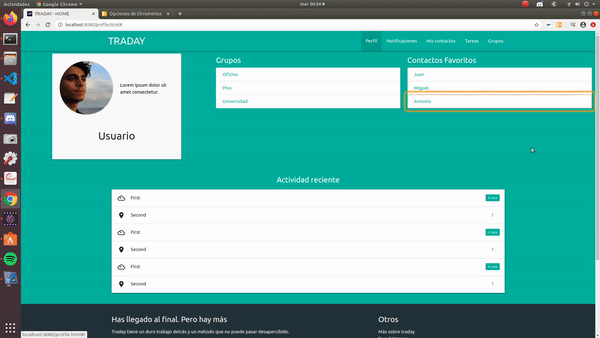 Actividades
Google Chrome
mar 00:34
TRADAY - HOME
Opciones de Chromevox
localhost:8080/profile.html#
TRADAY
Perfil
Notificaciones
Mis contactos
Tareas
Grupos
Lorem ipsum dolor sit
amet consectetur.
Usuario
Grupos
Oficina
Piso
Universidad
Contactos Favoritos
Juan
Miguel
Antonio
Actividad reciente
First
Second
1
First
Second
1
First
Second
1
Has llegado al final. Pero hay más
Traday tiene un duro trabajo detrás y un método que no puede pasar desapercibido.
Otros
Más sobre traday
localhost:8080/profile.html#!